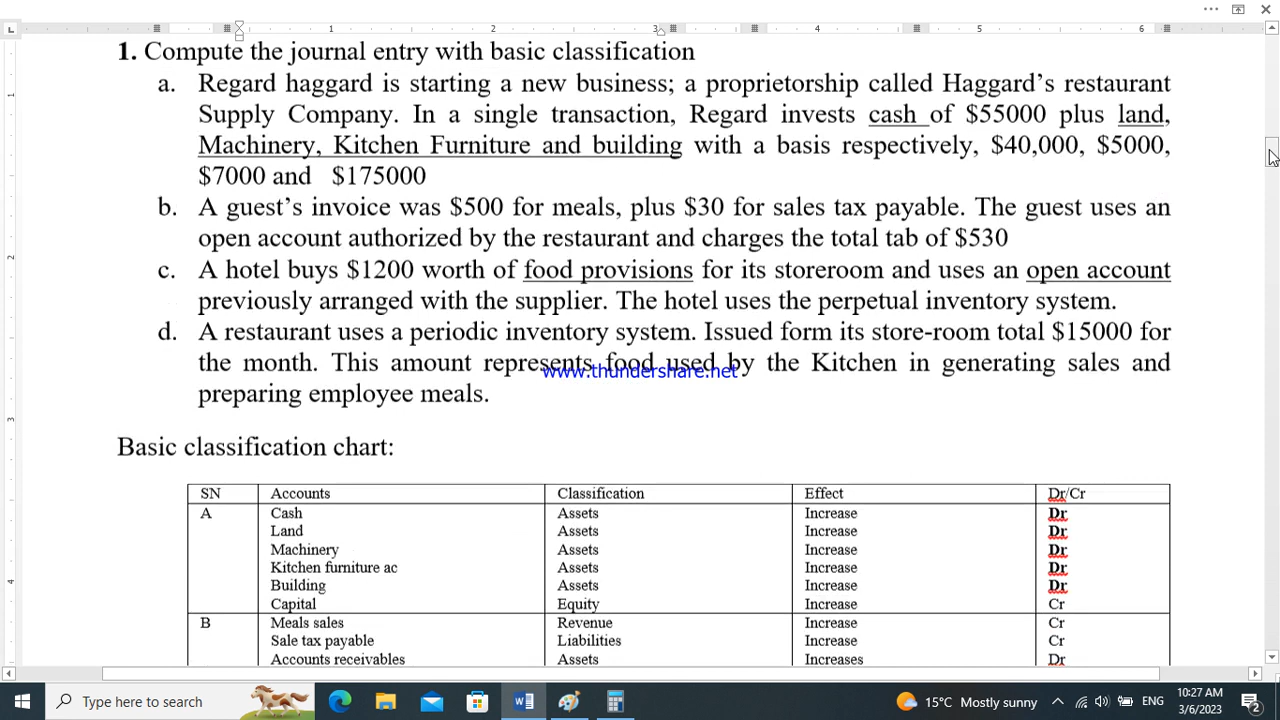 1. Compute the journal entry with basic classification
a. Regard haggard is starting a new business; a proprietorship called Haggard’s restaurant
Supply Company. In a single transaction, Regard invests cash of $55000 plus land,
Machinery, Kitchen Furniture and building with a basis respectively, $40,000, $5000,
$7000 and $175000
b. A guest’s invoice was $500 for meals, plus $30 for sales tax payable. The guest uses an
open account authorized by the restaurant and charges the total tab of $530
c. A hotel buys $1200 worth of food provisions for its storeroom and uses an open account
previously arranged with the supplier. The hotel uses the perpetual inventory system.
d. A restaurant uses a periodic inventory system. Issued form its store-room total $15000 for
the month. This amount represents food used by the Kitchen in generating sales and
www.thundershare.net
preparing employee meals.
Basic classification chart:
SN Accounts Classification Effect Dr/Cr
A Cash Assets Increase Dr
Land Assets Increase Dr
Machinery Assets Increase Dr
Kitchen furniture ac Assets Increase Dr
Building Assets Increase Dr
Capital Equity Increase Cr
B Meals sales Revenue Increase Cr
Sale tax payable Liabilities Increase Cr
Accounts receivables Assets Increases Dr
Type here to search
15°C Mostly sunny
ENG
10:27 AM
3/6/2023
2